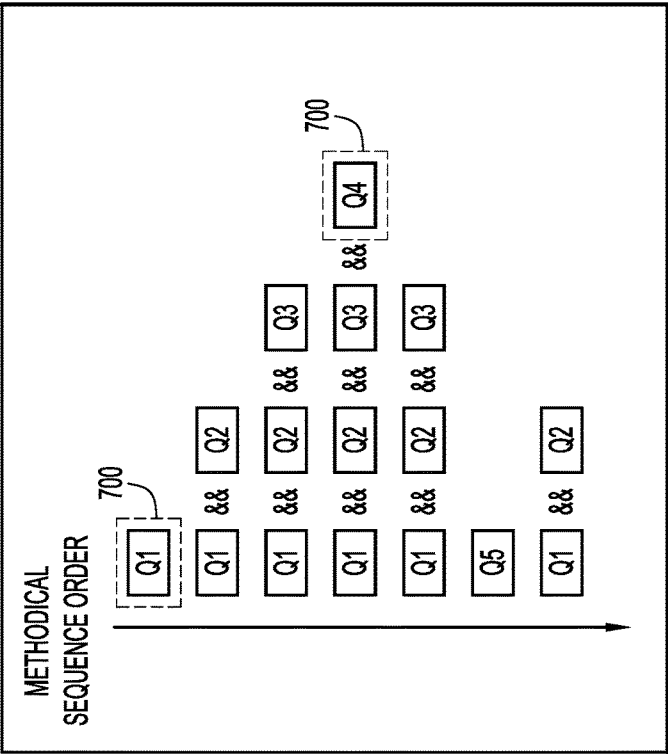 METHODICAL
SEQUENCE ORDER
700
Q1
Q1 && Q2
Q1 && Q2 && Q3
700
Q1 && Q2 && Q3 && Q4
Q1 && Q2 && Q3
Q5
Q1 && Q2